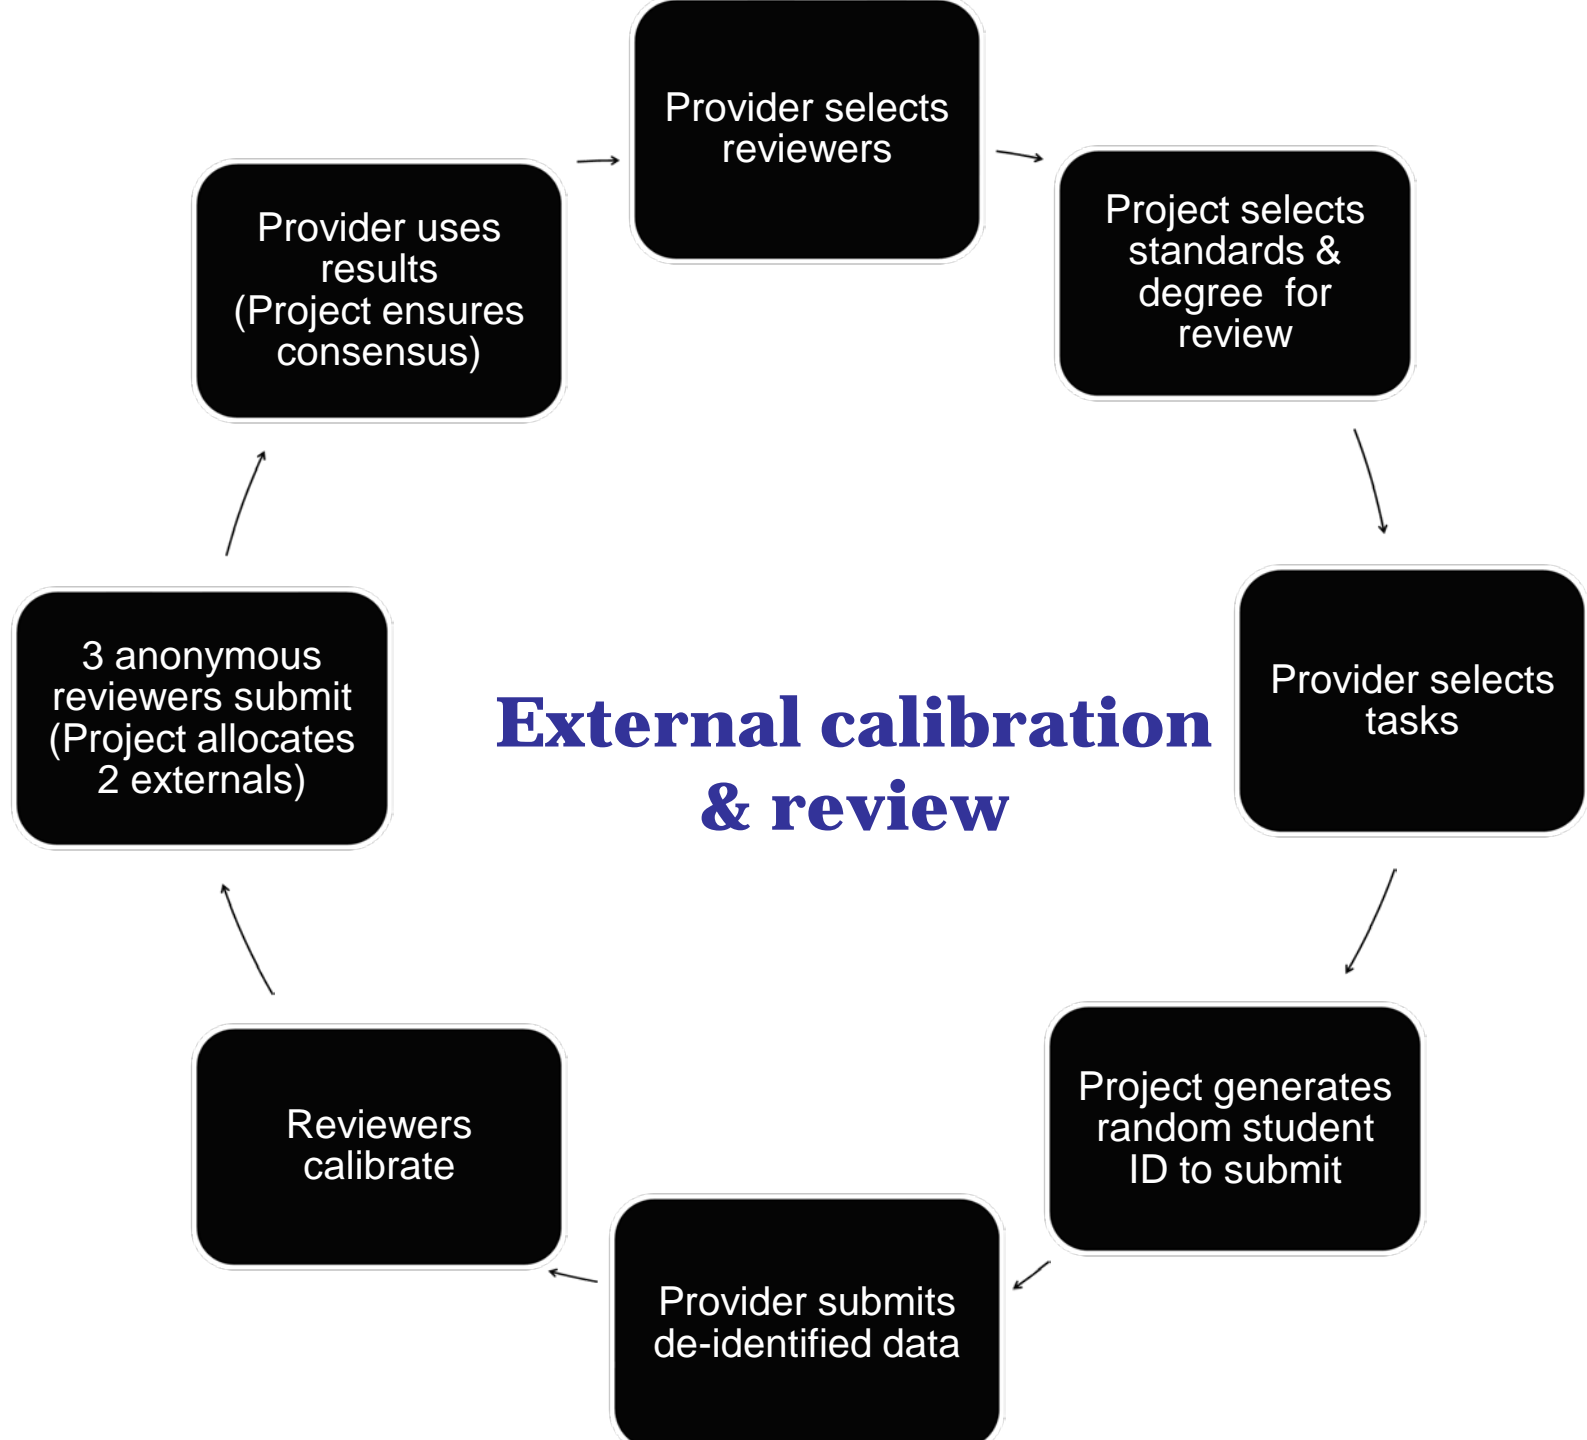 Provider selects
reviewers
Project selects
standards &
degree for
review
Provider selects
tasks
Project generates
random student
ID to submit
Provider submits
de-identified data
Reviewers
calibrate
3 anonymous
reviewers submit
(Project allocates
2 externals)
Provider uses
results
(Project ensures
consensus)
External calibration
& review